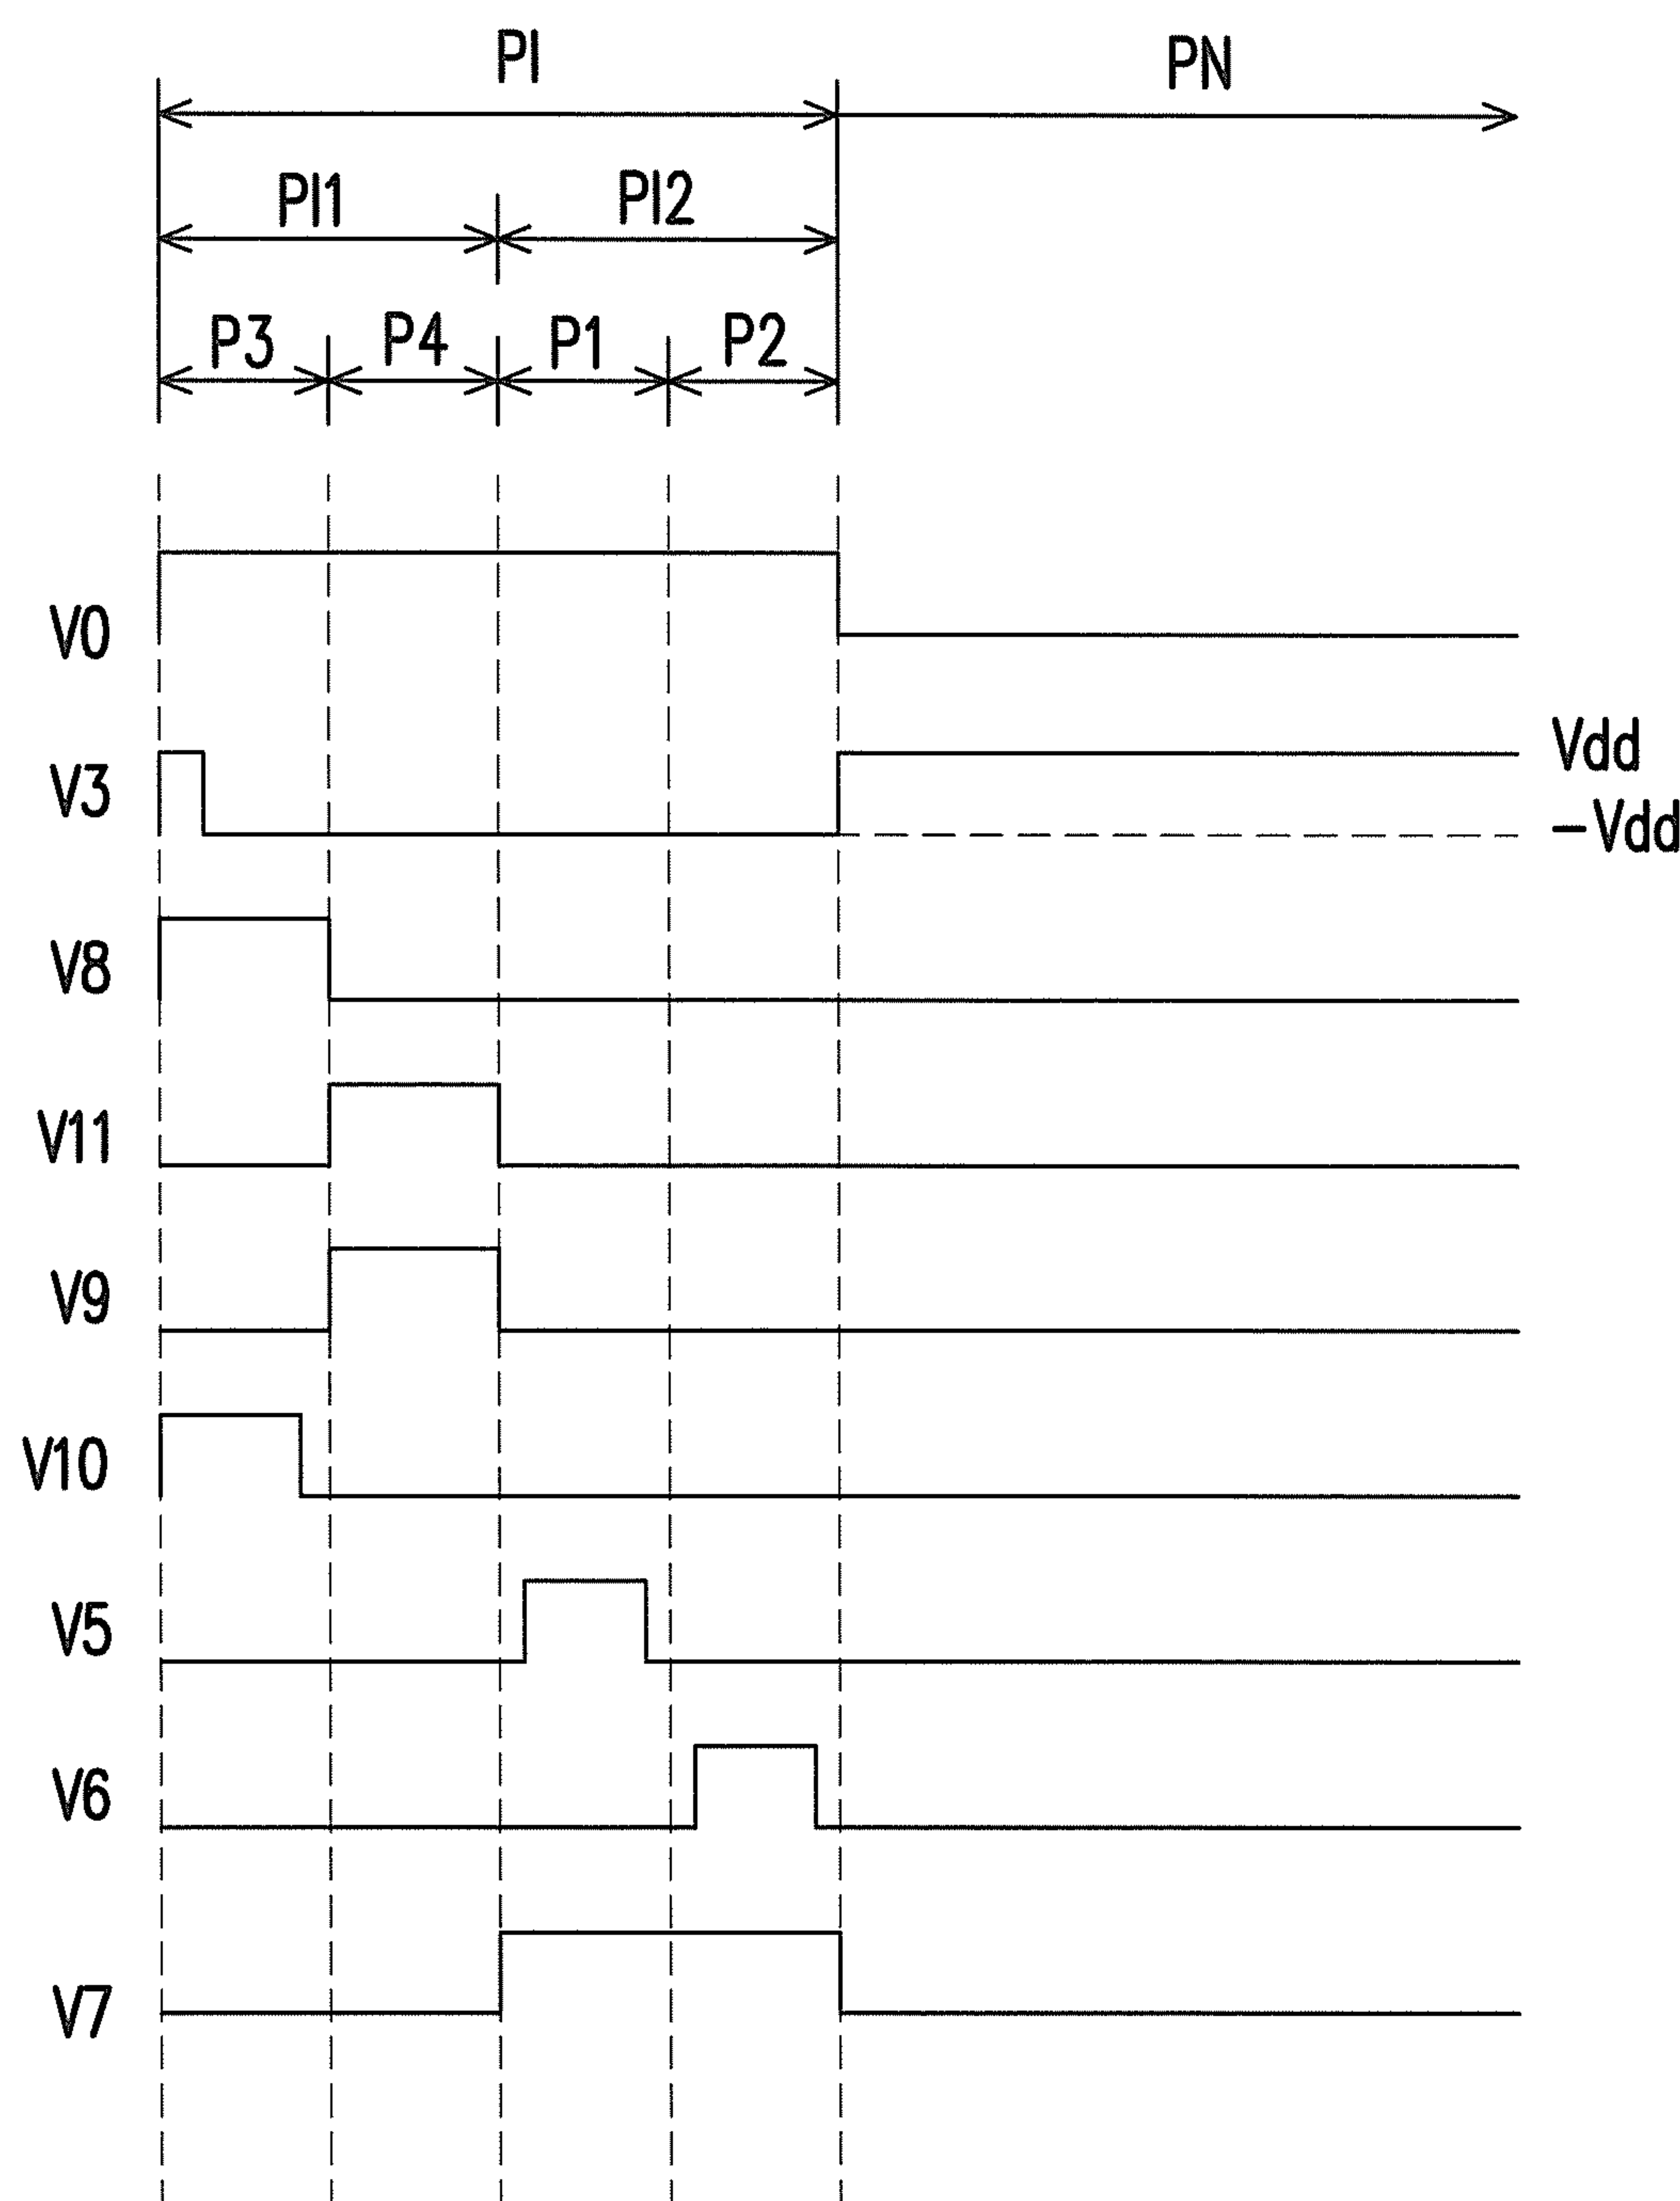 PI PN
PI1 PI2
P3 P4 P1 P2
V0
V3 Vdd
-Vdd
V8
V11
V9
V10
V5
V6
V7